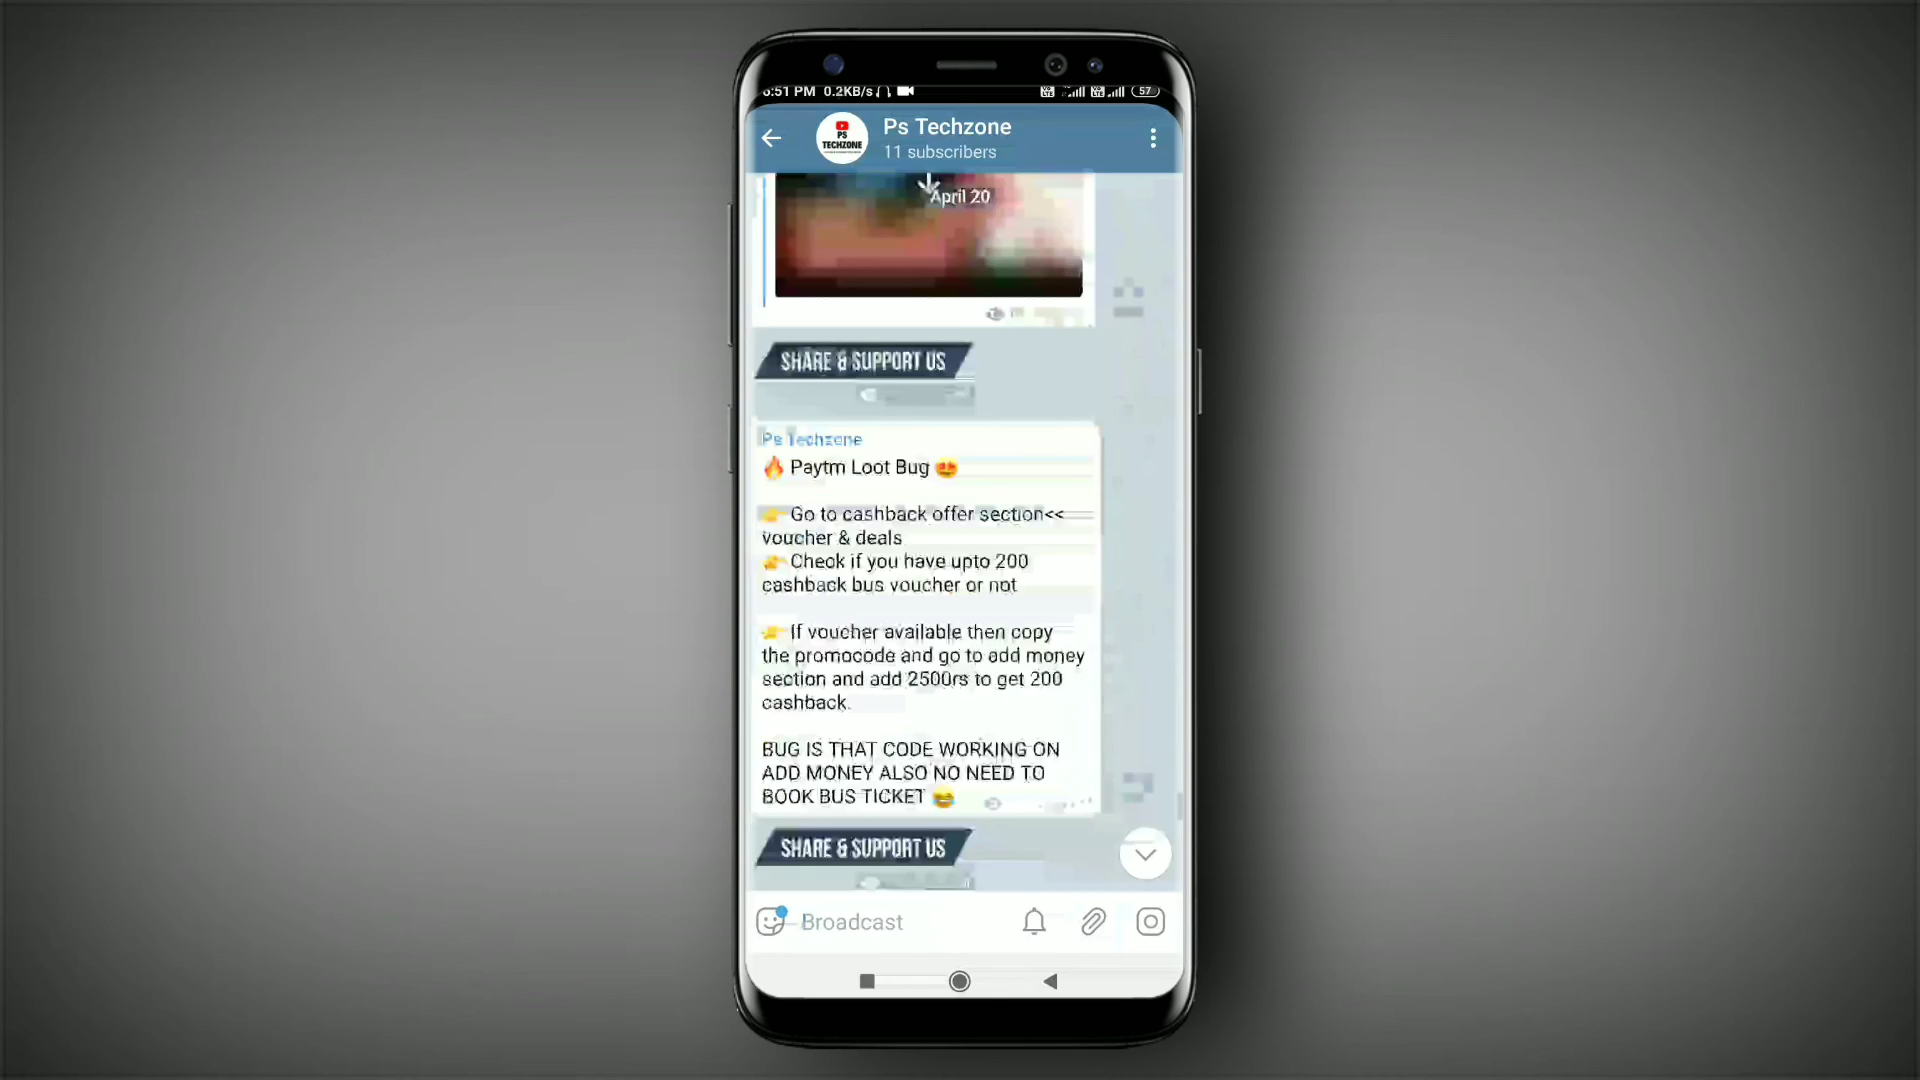 6:51 PM 0.2KB/s
57
PS
TECHZONE
Ps Techzone
11 subscribers
April 20
SHARE & SUPPORT US
Ps Techzone
🔥 Paytm Loot Bug 🤩
👉 Go to cashback offer section<<
voucher & deals
👉 Check if you have upto 200
cashback bus voucher or not
👉 If voucher available then copy
the promocode and go to add money
section and add 2500rs to get 200
cashback.
BUG IS THAT CODE WORKING ON
ADD MONEY ALSO NO NEED TO
BOOK BUS TICKET 😂
SHARE & SUPPORT US
Broadcast